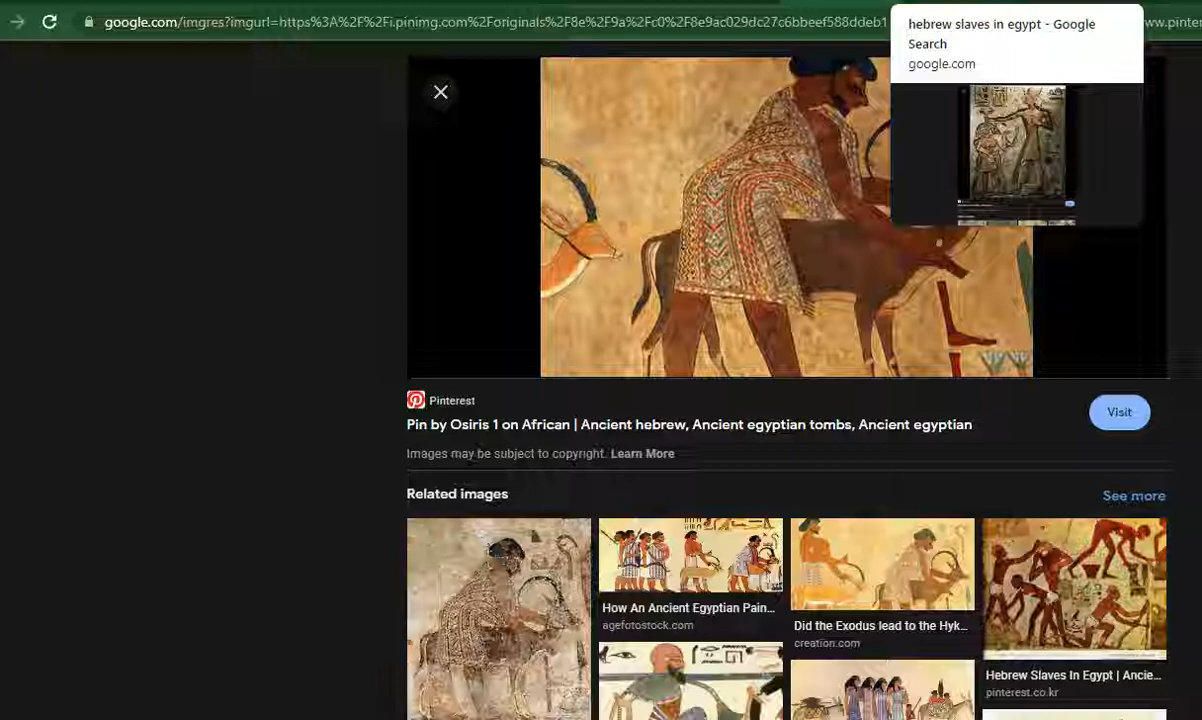 google.com/imgres?imgurl=https%3A%2F%2Fi.pinimg.com%2Foriginals%2F8e%2F9a%2Fc0%2F8e9ac029dc27c6bbeef588ddeb1
ww.pinter
hebrew slaves in egypt - Google
Search
google.com
Pinterest
Pin by Osiris 1 on African | Ancient hebrew, Ancient egyptian tombs, Ancient egyptian
Visit
Images may be subject to copyright. Learn More
Related images
See more
How An Ancient Egyptian Pain...
agefotostock.com
Did the Exodus lead to the Hyk...
creation.com
Hebrew Slaves In Egypt | Ancie...
pinterest.co.kr